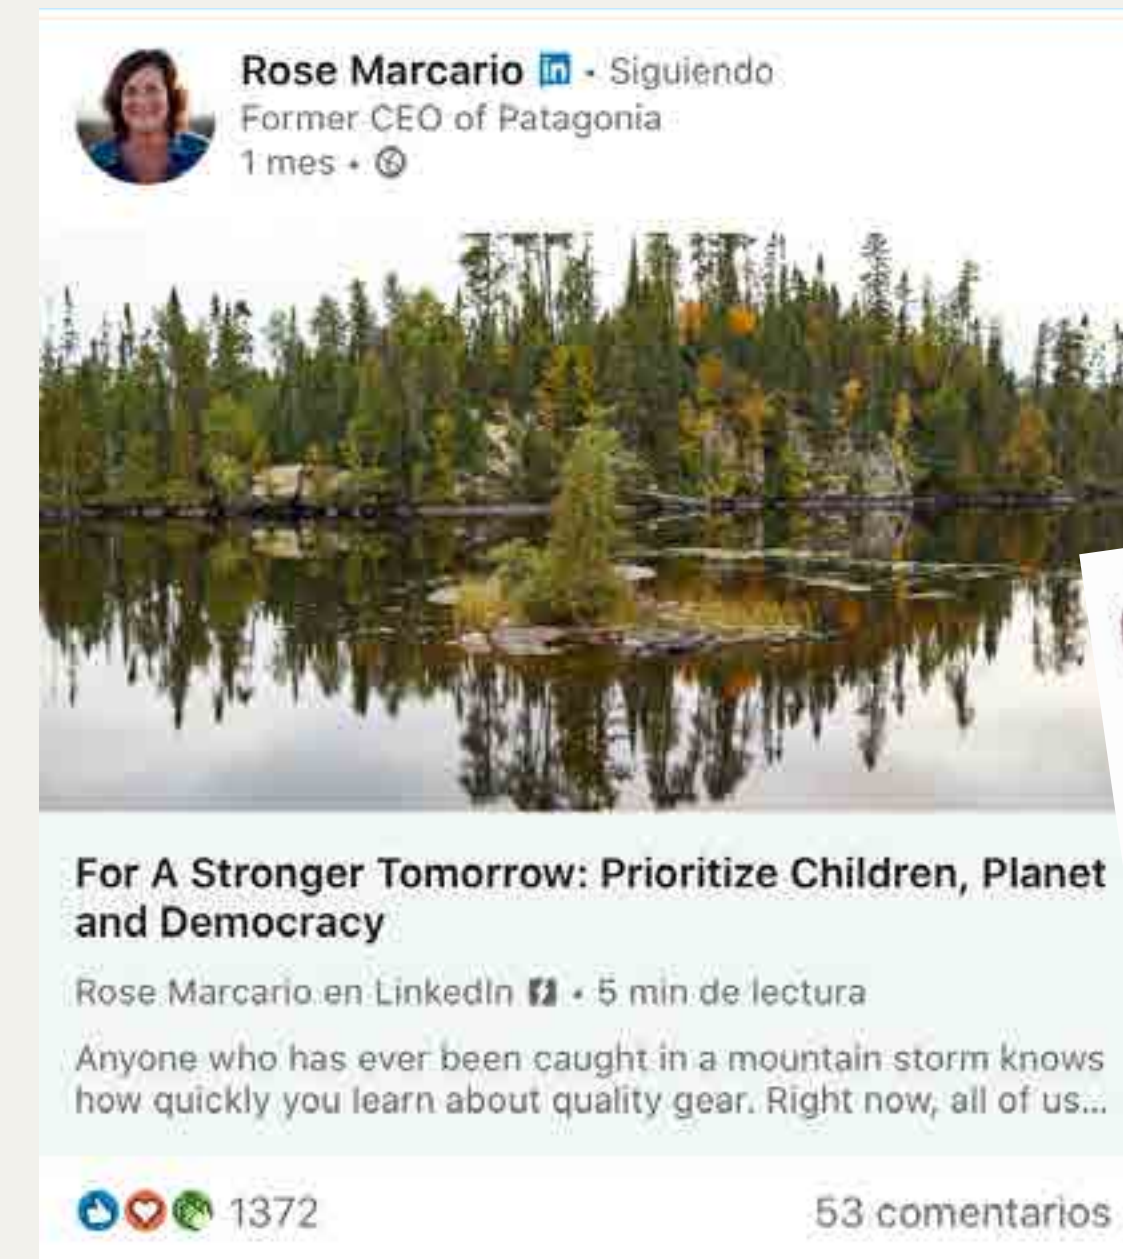 Rose Marcario in • Siguiendo
Former CEO of Patagonia
1 mes •
For A Stronger Tomorrow: Prioritize Children, Planet
and Democracy
Rose Marcario en LinkedIn • 5 min de lectura
Anyone who has ever been caught in a mountain storm knows
how quickly you learn about quality gear. Right now, all of us...
1372 53 comentarios